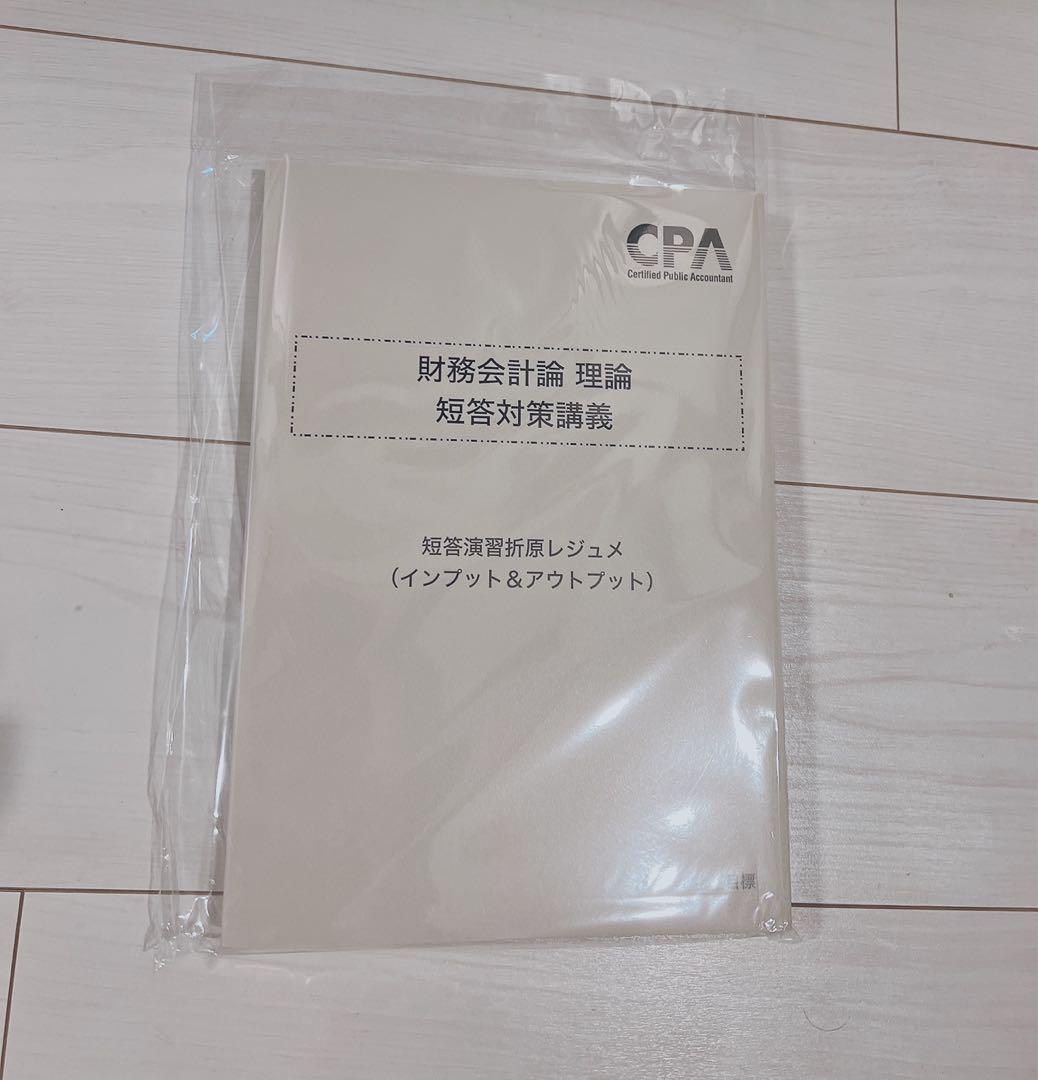 CPA
Certified Public Accountant
財務会計論 理論
短答対策講義
短答演習折原レジュメ
（インプット＆アウトプット）
目標